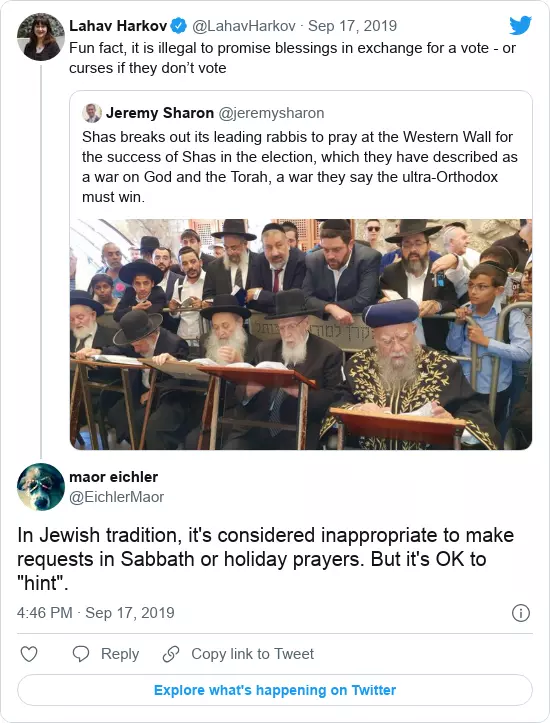 Lahav Harkov @LahavHarkov · Sep 17, 2019
Fun fact, it is illegal to promise blessings in exchange for a vote - or
curses if they don’t vote
Jeremy Sharon @jeremysharon
Shas breaks out its leading rabbis to pray at the Western Wall for
the success of Shas in the election, which they have described as
a war on God and the Torah, a war they say the ultra-Orthodox
must win.
maor eichler
@EichlerMaor
In Jewish tradition, it's considered inappropriate to make
requests in Sabbath or holiday prayers. But it's OK to
"hint".
4:46 PM · Sep 17, 2019
Reply
Copy link to Tweet
Explore what's happening on Twitter